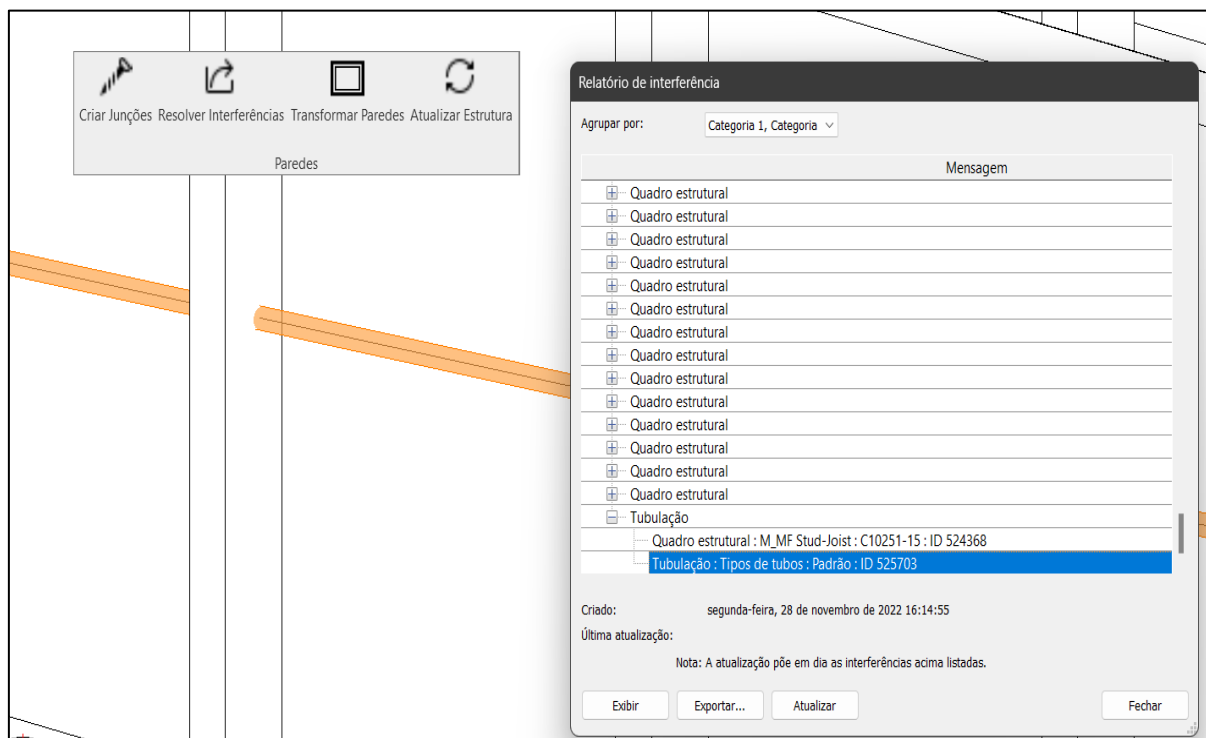 Criar Junções Resolver Interferências Transformar Paredes Atualizar Estrutura
Paredes
Relatório de interferência
Agrupar por: Categoria 1, Categoria
Mensagem
Quadro estrutural
Quadro estrutural
Quadro estrutural
Quadro estrutural
Quadro estrutural
Quadro estrutural
Quadro estrutural
Quadro estrutural
Quadro estrutural
Quadro estrutural
Quadro estrutural
Quadro estrutural
Quadro estrutural
Quadro estrutural
Tubulação
Quadro estrutural : M_MF Stud-Joist : C10251-15 : ID 524368
Tubulação : Tipos de tubos : Padrão : ID 525703
Criado: segunda-feira, 28 de novembro de 2022 16:14:55
Última atualização:
Nota: A atualização põe em dia as interferências acima listadas.
Exibir Exportar... Atualizar Fechar